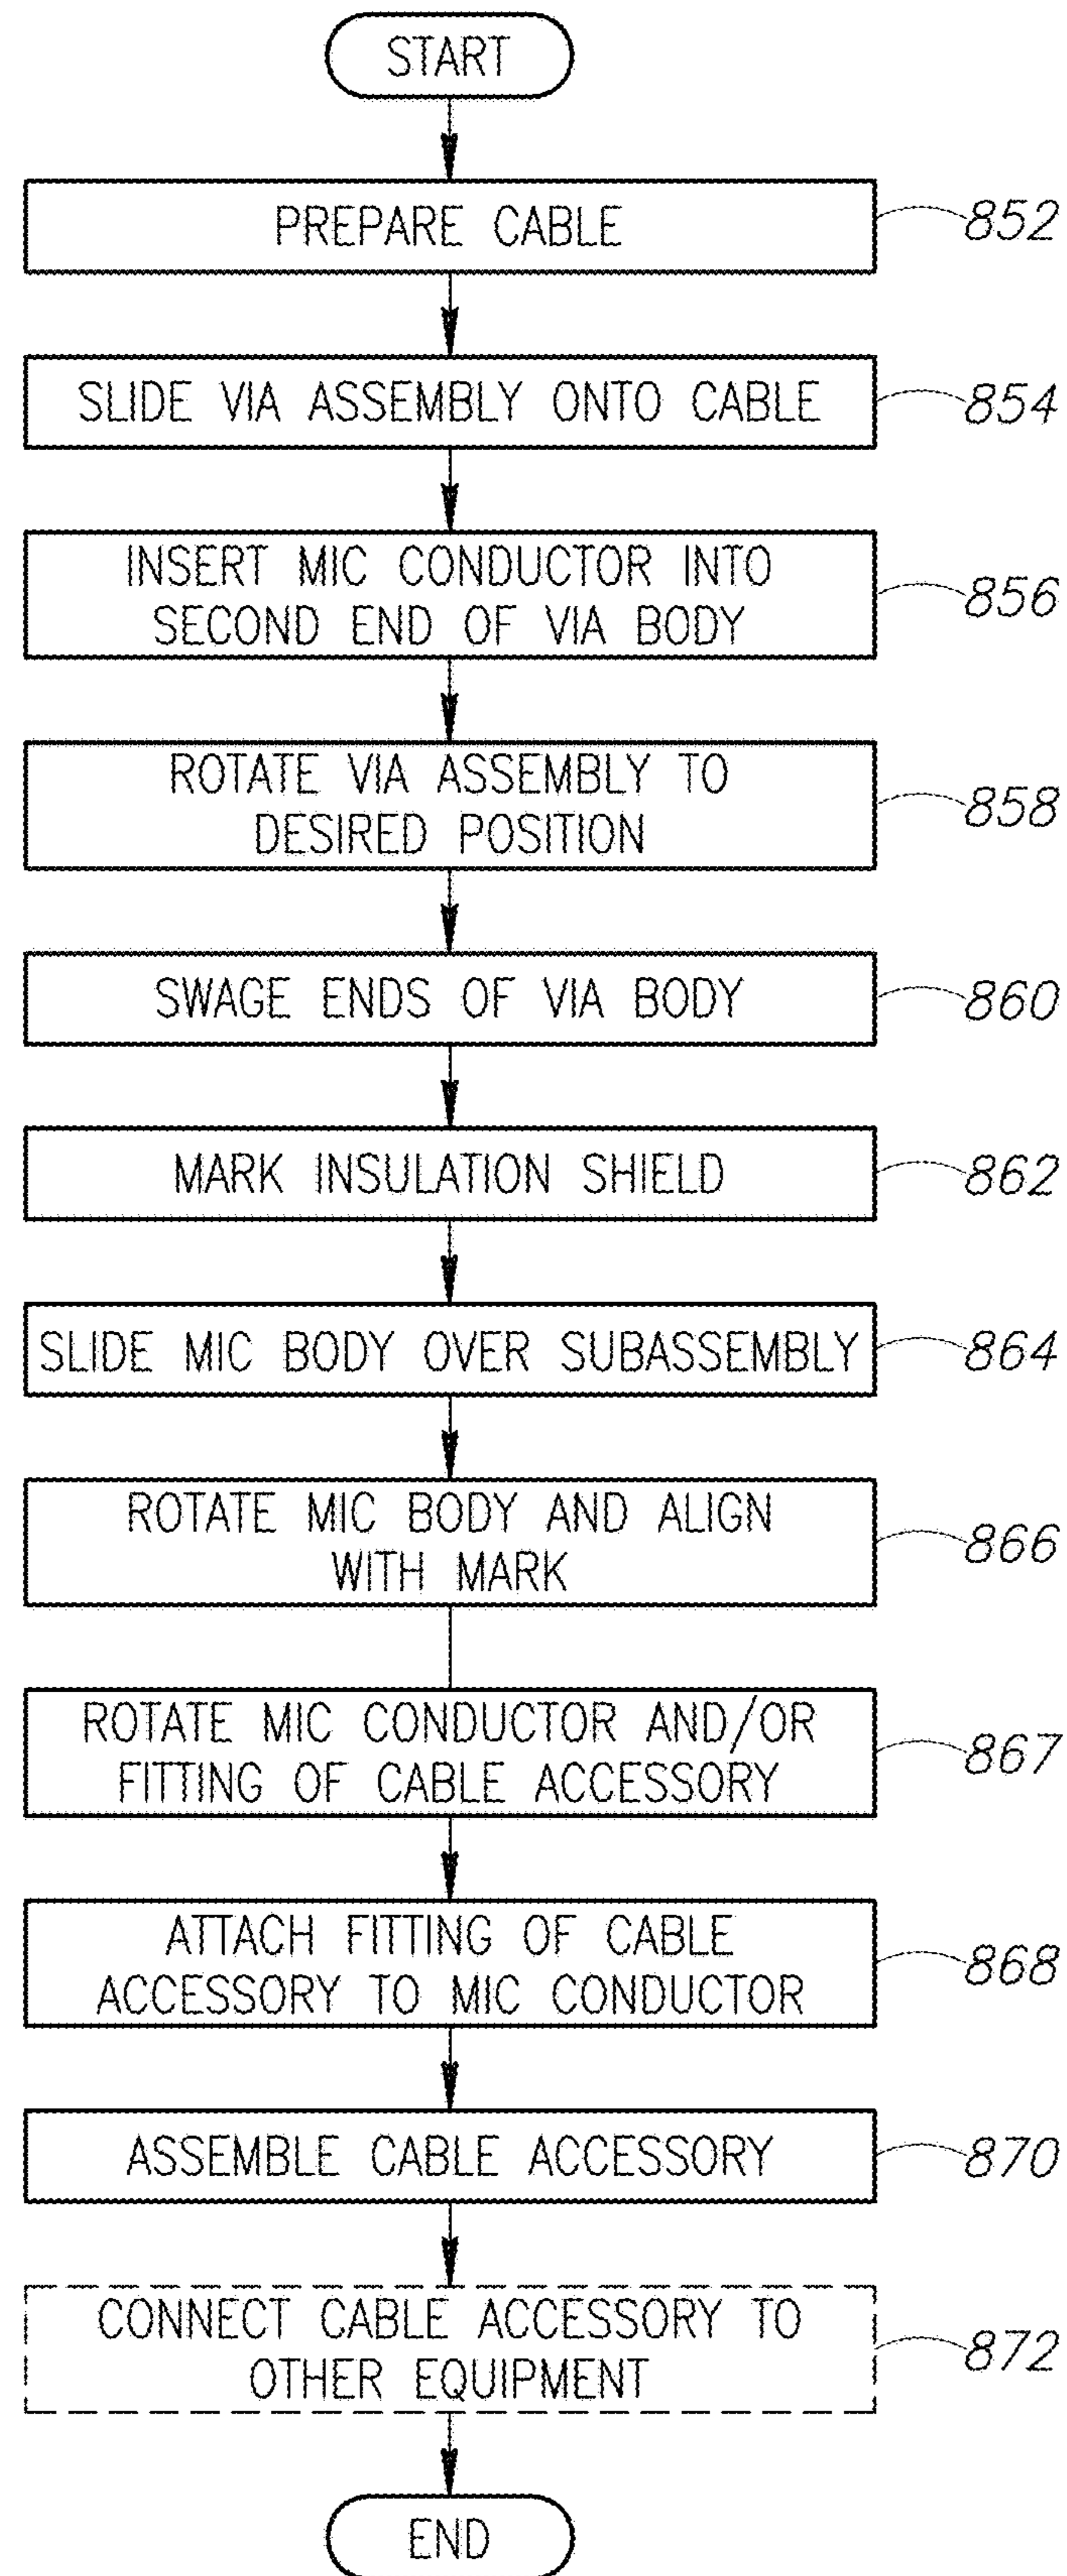 START
PREPARE CABLE
852
SLIDE VIA ASSEMBLY ONTO CABLE
854
INSERT MIC CONDUCTOR INTO
SECOND END OF VIA BODY
856
ROTATE VIA ASSEMBLY TO
DESIRED POSITION
858
SWAGE ENDS OF VIA BODY
860
MARK INSULATION SHIELD
862
SLIDE MIC BODY OVER SUBASSEMBLY
864
ROTATE MIC BODY AND ALIGN
WITH MARK
866
ROTATE MIC CONDUCTOR AND/OR
FITTING OF CABLE ACCESSORY
867
ATTACH FITTING OF CABLE
ACCESSORY TO MIC CONDUCTOR
868
ASSEMBLE CABLE ACCESSORY
870
CONNECT CABLE ACCESSORY TO
OTHER EQUIPMENT
872
END